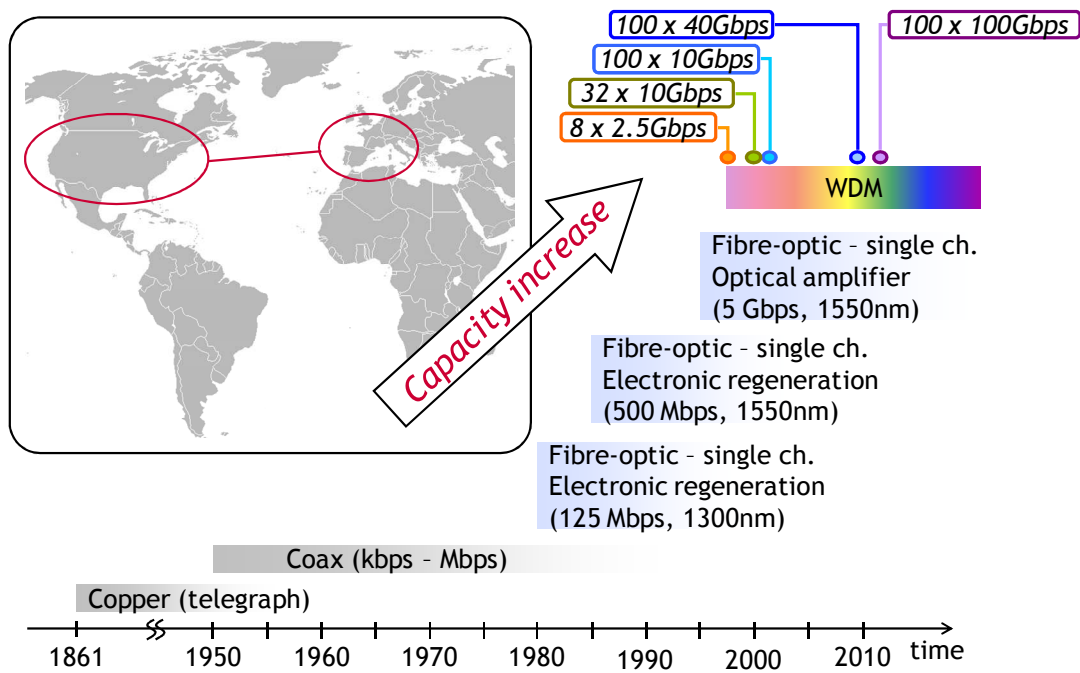 100 x 40Gbps
100 x 100Gbps
100 x 10Gbps
32 x 10Gbps
8 x 2.5Gbps
WDM
Capacity increase
Fibre-optic – single ch.
Optical amplifier
(5 Gbps, 1550nm)
Fibre-optic – single ch.
Electronic regeneration
(500 Mbps, 1550nm)
Fibre-optic – single ch.
Electronic regeneration
(125 Mbps, 1300nm)
Coax (kbps – Mbps)
Copper (telegraph)
1861 1950 1960 1970 1980 1990 2000 2010 time